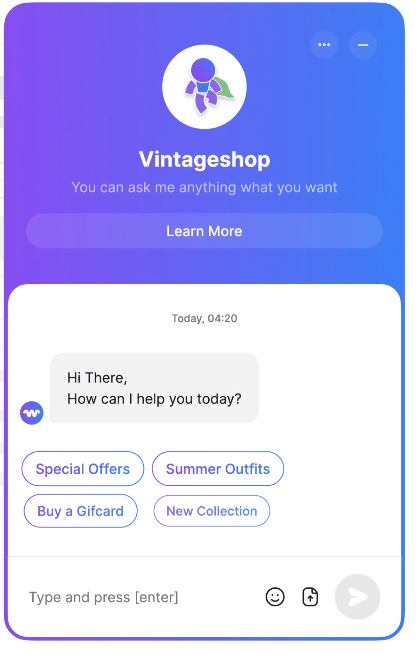 Vintageshop
You can ask me anything what you want
Learn More
Today, 04:20
Hi There,
How can I help you today?
Special Offers
Summer Outfits
Buy a Gifcard
New Collection
Type and press [enter]